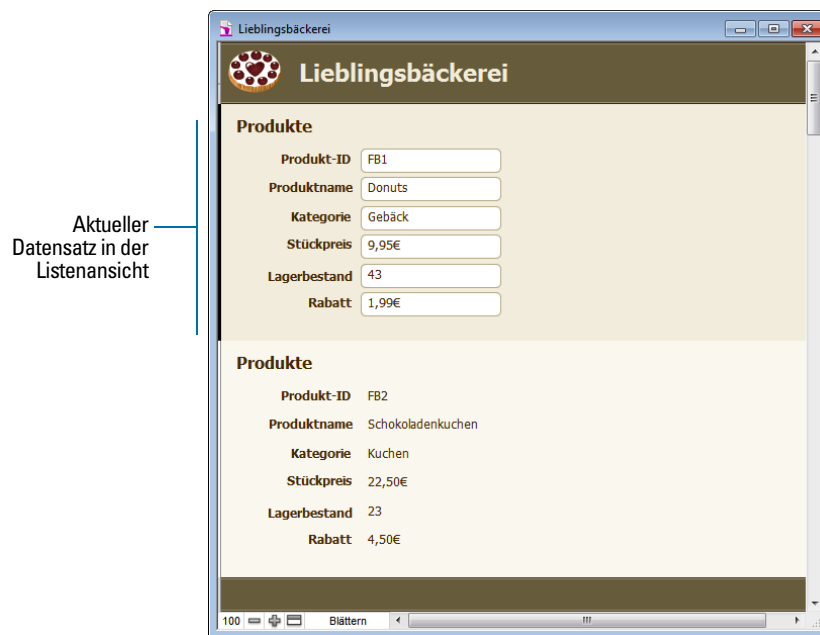 Lieblingsbäckerei
Lieblingsbäckerei
Produkte
Produkt-ID FB1
Produktname Donuts
Kategorie Gebäck
Stückpreis 9,95€
Lagerbestand 43
Rabatt 1,99€
Aktueller
Datensatz in der
Listenansicht
Produkte
Produkt-ID FB2
Produktname Schokoladenkuchen
Kategorie Kuchen
Stückpreis 22,50€
Lagerbestand 23
Rabatt 4,50€
100 Blättern